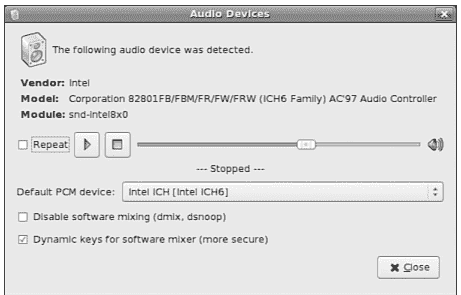 Audio Devices
The following audio device was detected.
Vendor: Intel
Model: Corporation 82801FB/FBM/FR/FW/FRW (ICH6 Family) AC'97 Audio Controller
Module: snd-intel8x0
Repeat
--- Stopped ---
Default PCM device: Intel ICH [Intel ICH6]
Disable software mixing (dmix, dsnoop)
Dynamic keys for software mixer (more secure)
Close